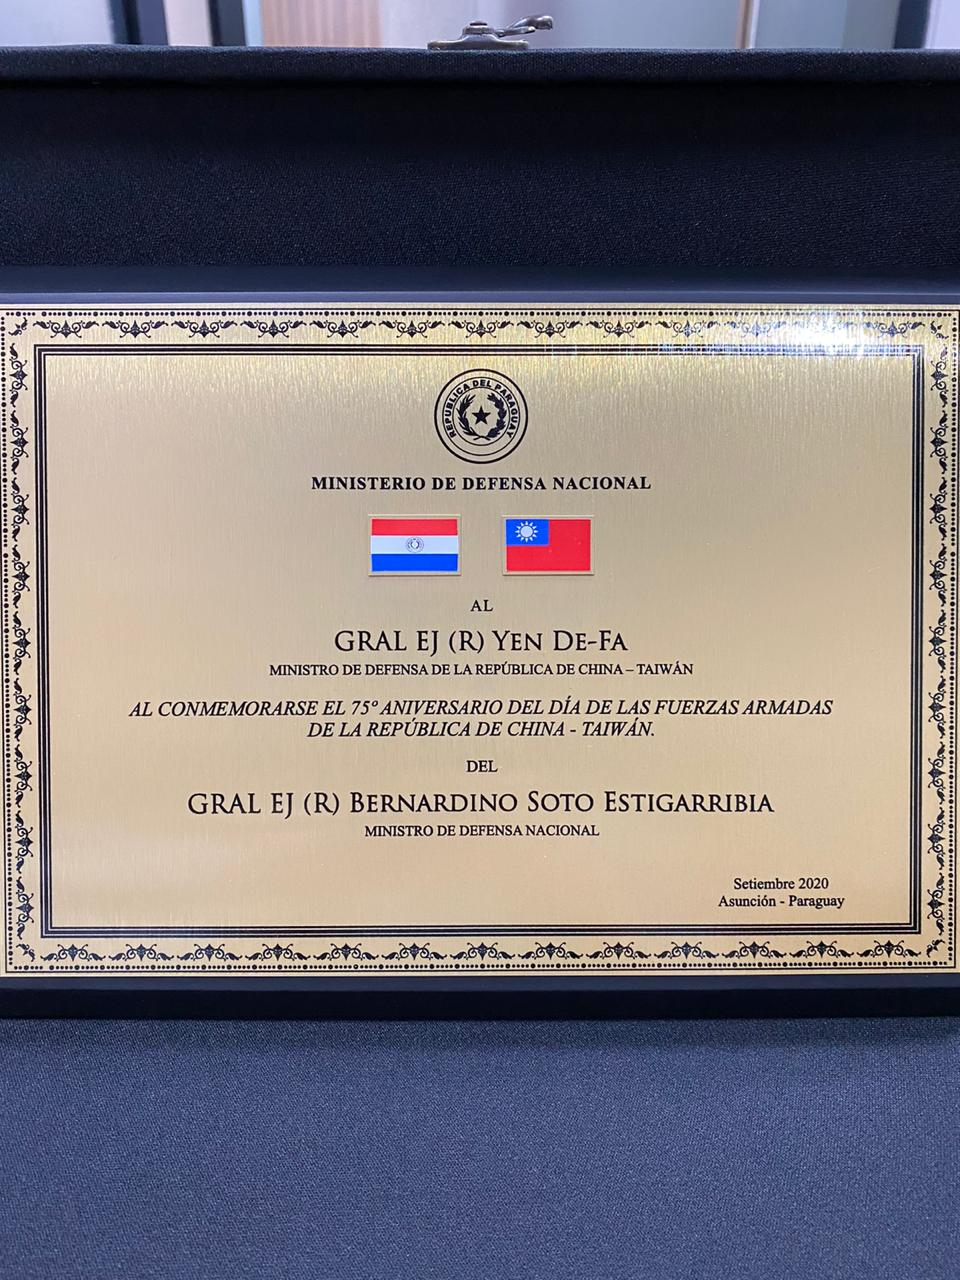 REPUBLICA DEL PARAGUAY
MINISTERIO DE DEFENSA NACIONAL
AL
GRAL EJ (R) YEN DE-FA
MINISTRO DE DEFENSA DE LA REPÚBLICA DE CHINA – TAIWÁN
AL CONMEMORARSE EL 75º ANIVERSARIO DEL DÍA DE LAS FUERZAS ARMADAS
DE LA REPÚBLICA DE CHINA - TAIWÁN.
DEL
GRAL EJ (R) BERNARDINO SOTO ESTIGARRIBIA
MINISTRO DE DEFENSA NACIONAL
Setiembre 2020
Asunción - Paraguay